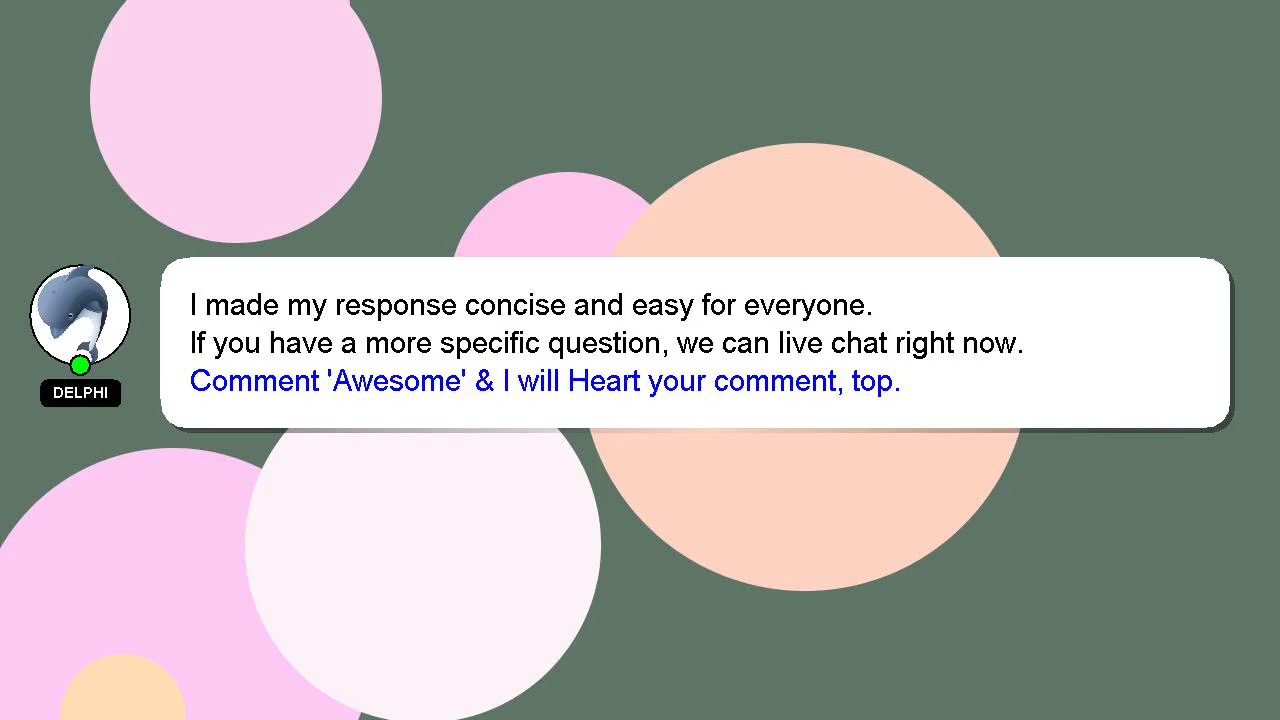 I made my response concise and easy for everyone.
If you have a more specific question, we can live chat right now.
Comment 'Awesome' & I will Heart your comment, top.
DELPHI